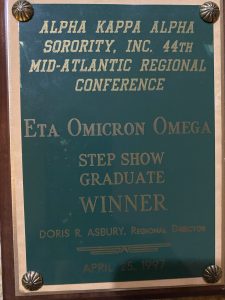 ALPHA KAPPA ALPHA
SORORITY, INC. 44TH
MID-ATLANTIC REGIONAL
CONFERENCE
ETA OMICRON OMEGA
STEP SHOW
GRADUATE
WINNER
DORIS R. ASBURY, REGIONAL DIRECTOR
APRIL 25, 1997